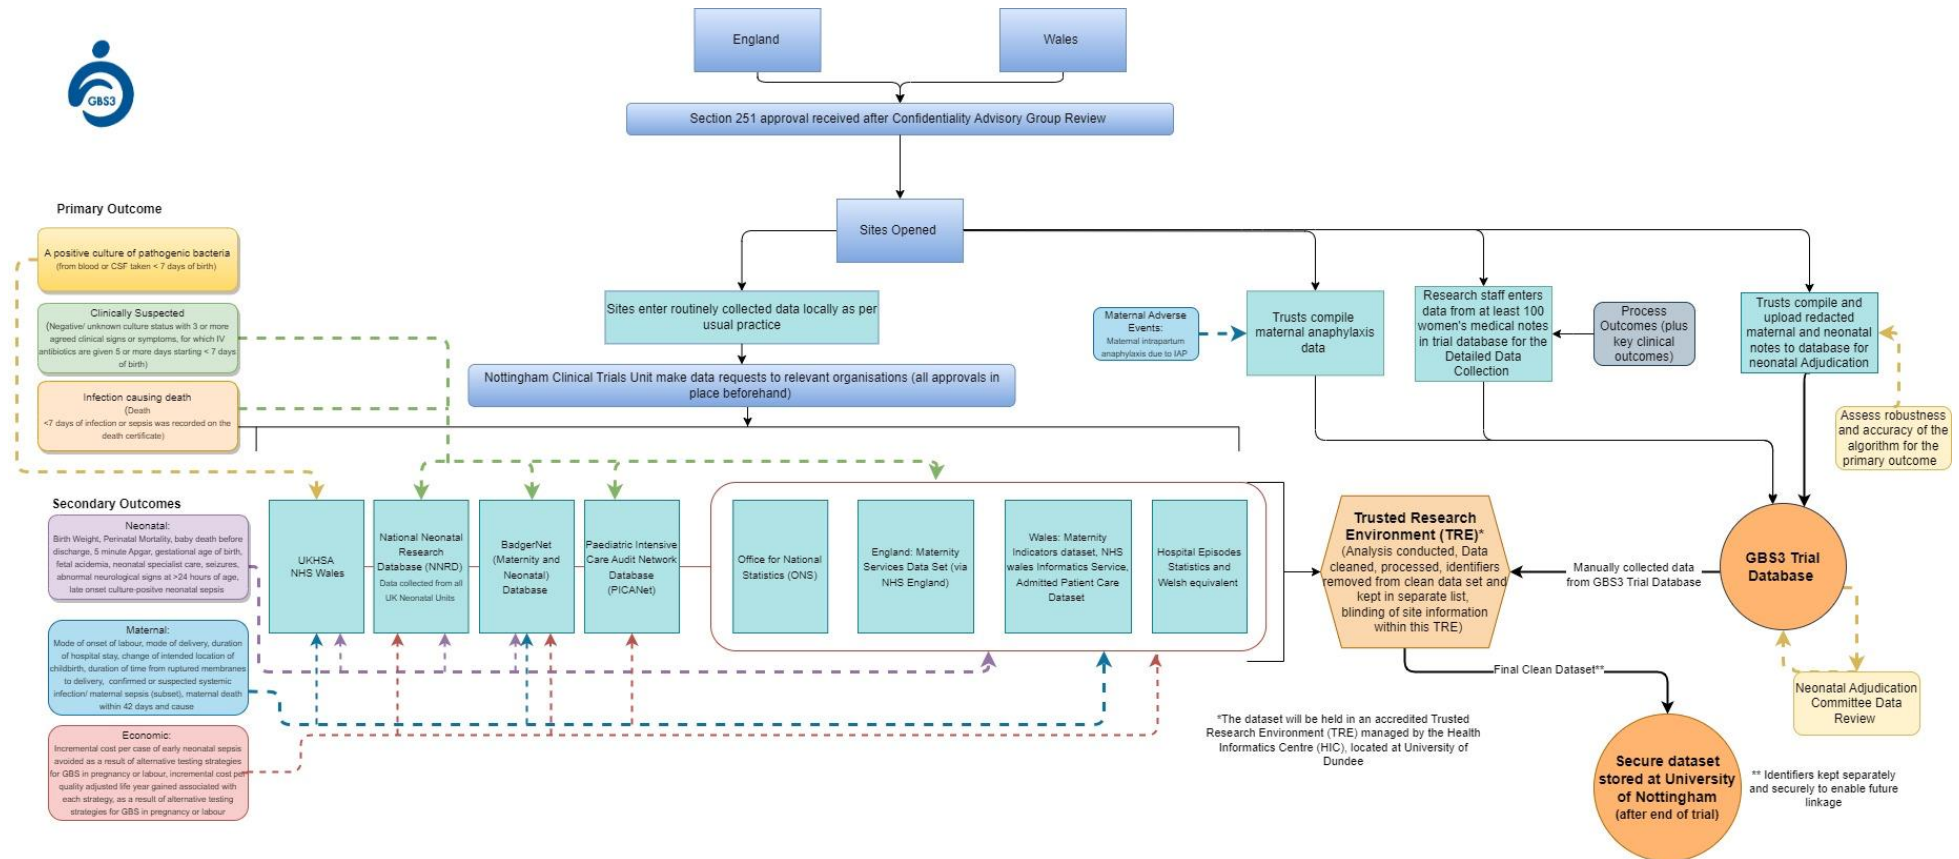 GBS3
England
Wales
Section 251 approval received after Confidentiality Advisory Group Review
Sites Opened
Primary Outcome
A positive culture of pathogenic bacteria
(from blood or CSF taken < 7 days of birth)
Clinically Suspected
(Negative/ unknown culture status with 3 or more
agreed clinical signs or symptoms, for which IV
antibiotics are given 5 or more days starting < 7 days
of birth)
Infection causing death
(Death
<7 days of infection or sepsis was recorded on the
death certificate)
Sites enter routinely collected data locally as per
usual practice
Nottingham Clinical Trials Unit make data requests to relevant organisations (all approvals
in place beforehand)
Maternal Adverse
Events:
Maternal intrapartum
anaphylaxis due to IAP
Trusts compile
maternal anaphylaxis
data
Research staff enters
data from at least 100
women's medical notes
in trial database for the
Detailed Data
Collection
Process
Outcomes (plus
key clinical
outcomes)
Trusts compile and
upload redacted
maternal and neonatal
notes to database for
neonatal Adjudication
Assess robustness
and accuracy of the
algorithm for the
primary outcome
Secondary Outcomes
Neonatal:
Birth Weight, Perinatal Mortality, baby death before
discharge, 5 minute Apgar, gestational age of birth,
fetal acidemia, neonatal specialist care, seizures,
abnormal neurological signs at >24 hours of age,
late onset culture-positve neonatal sepsis
Maternal:
Mode of onset of labour, mode of delivery, duration
of hospital stay, change of intended location of
childbirth, duration of time from ruptured membranes
to delivery, confirmed or suspected systemic
infection/ maternal sepsis (subset), maternal death
within 42 days and cause
Economic:
Incremental cost per case of early neonatal sepsis
avoided as a result of alternative testing strategies
for GBS in pregnancy or labour, incremental cost per
quality adjusted life year gained associated with
each strategy, as a result of alternative testing
strategies for GBS in pregnancy or labour
UKHSA
NHS Wales
National Neonatal
Research
Database (NNRD)
Data collected from all
UK Neonatal Units
BadgerNet
(Maternity and
Neonatal)
Database
Paediatric Intensive
Care Audit Network
Database
(PICANet)
Office for National
Statistics (ONS)
England: Maternity
Services Data Set (via
NHS England)
Wales: Maternity
Indicators dataset, NHS
wales Informatics Service,
Admitted Patient Care
Dataset
Hospital Episodes
Statistics and
Welsh equivalent
Trusted Research
Environment (TRE)*
(Analysis conducted, Data
cleaned, processed, identifiers
removed from clean data set and
kept in separate list,
blinding of site information
within this TRE)
Manually collected data
from GBS3 Trial Database
GBS3 Trial
Database
Final Clean Dataset**
Neonatal Adjudication
Committee Data
Review
*The dataset will be held in an accredited Trusted
Research Environment (TRE) managed by the Health
Informatics Centre (HIC), located at University of
Dundee
Secure dataset
stored at University
of Nottingham
(after end of trial)
** Identifiers kept separately
and securely to enable future
linkage